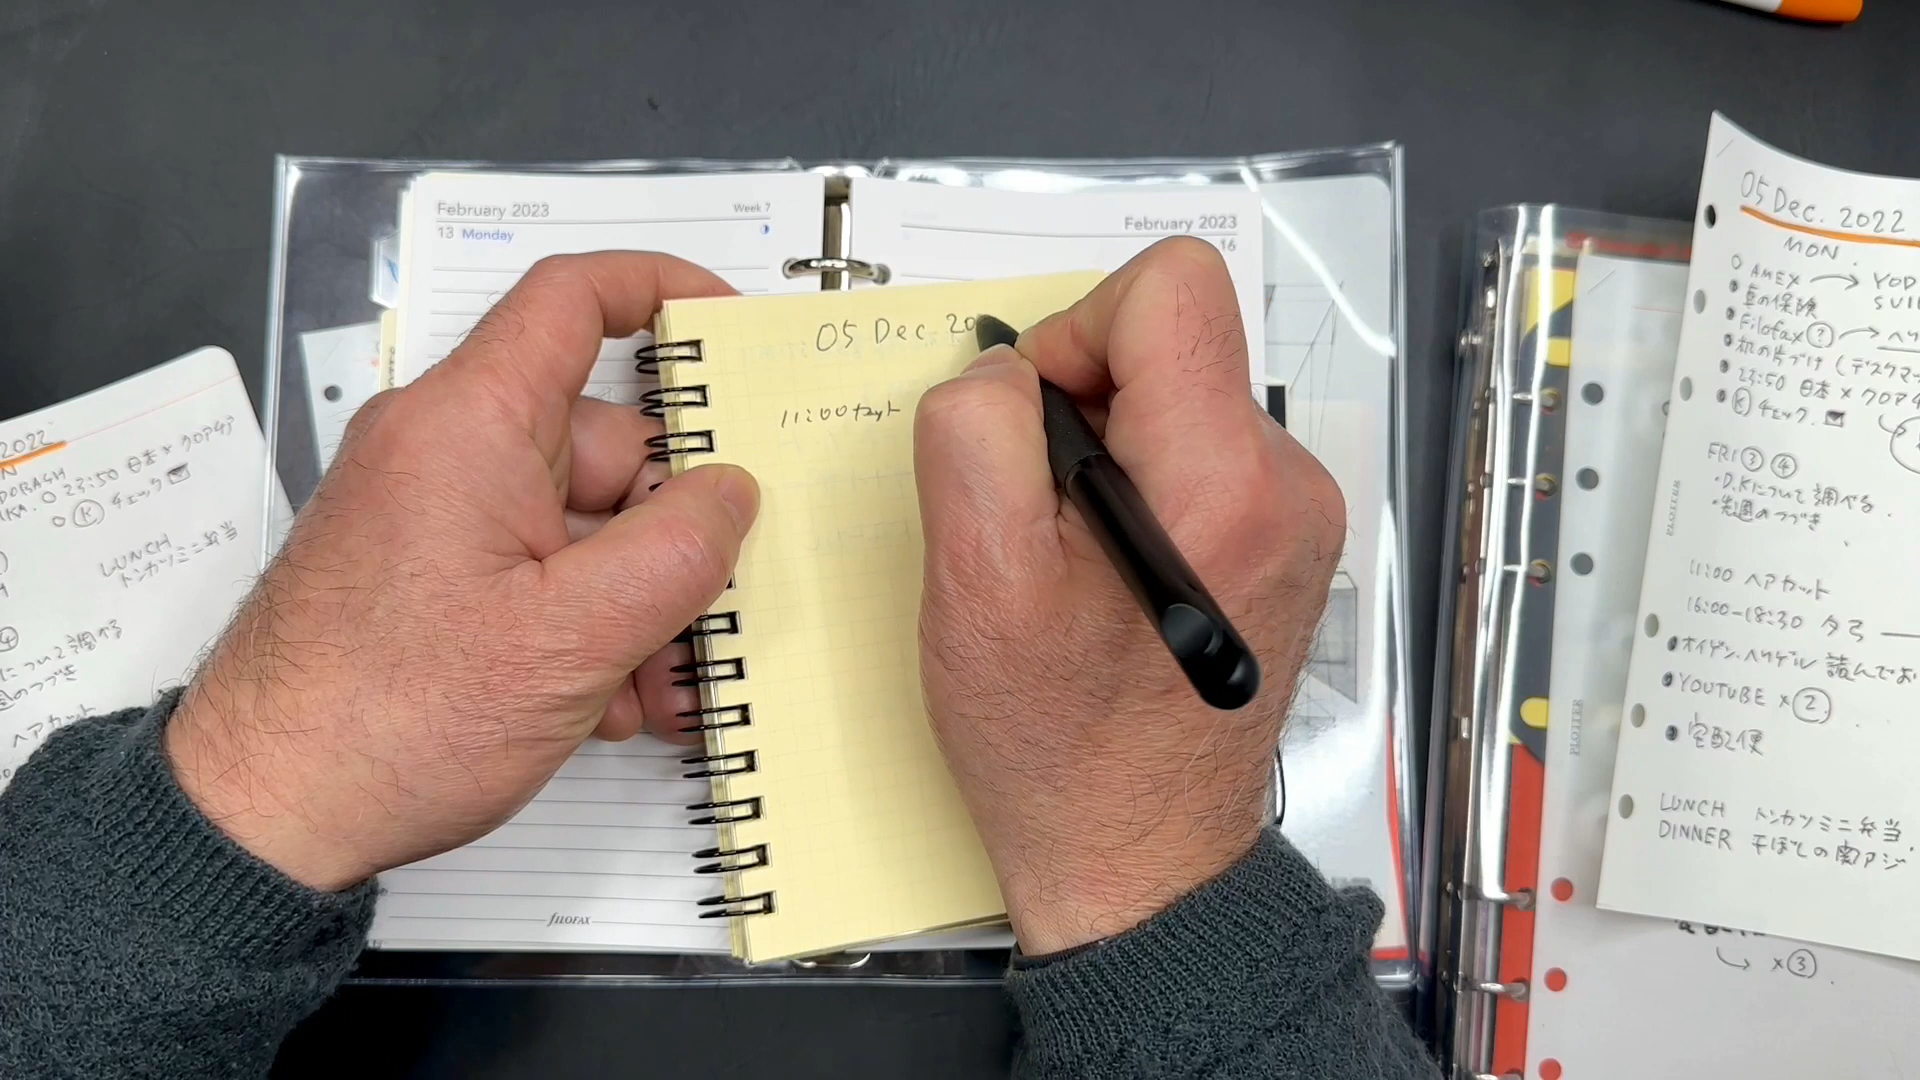 February 2023
Week 7
13 Monday
February 2023
16
filofax
05 Dec. 20
11:00 カット
2022
23:50 日本×クロアチア
Ⓚ チェック
LUNCH
トンカツミニ弁当
について調べる
のつづき
ヘアカット
05 Dec. 2022
MON.
AMEX → YOD
SUI
車の保険
Filofax ? →
机の片づけ (デスクマ
23:50 日本×クロア
Ⓚ チェック.
FRI ③ ④
・D.Kについて調べる.
・先週のつづき
11:00 ヘアカット
16:00-18:30 夕弓
オイゲン.ヘリゲル 読んでお
YOUTUBE × ②
宅配便
LUNCH トンカツミニ弁当.
DINNER 干ぼしの開アジ
PLOTTER
PLOTTER
×③